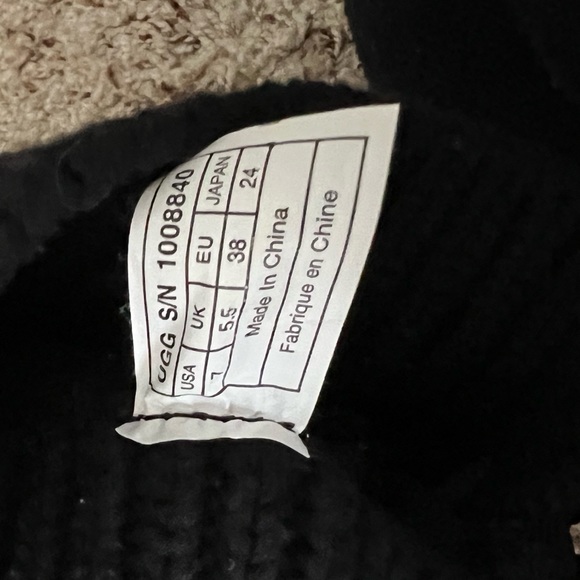 UGG S/N 1008840
USA UK EU JAPAN
7 5.5 38 24
Made In China
Fabrique en Chine